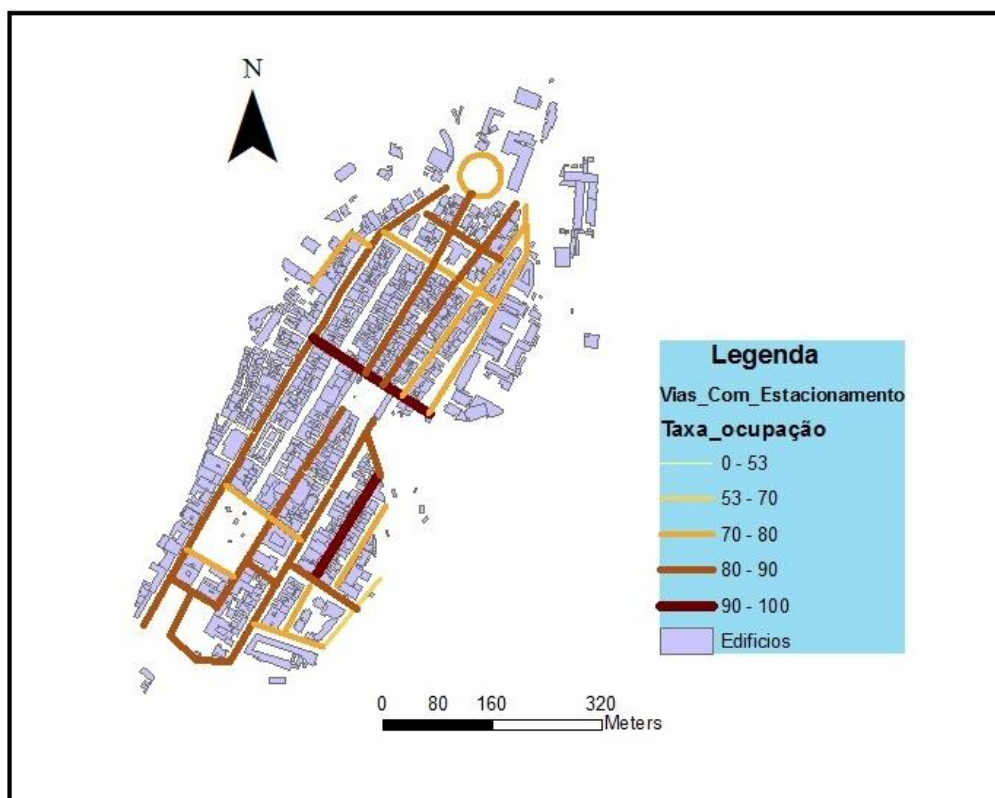 N
Legenda
Vias_Com_Estacionamento
Taxa_ocupação
0 - 53
53 - 70
70 - 80
80 - 90
90 - 100
Edificios
0 80 160 320
Meters